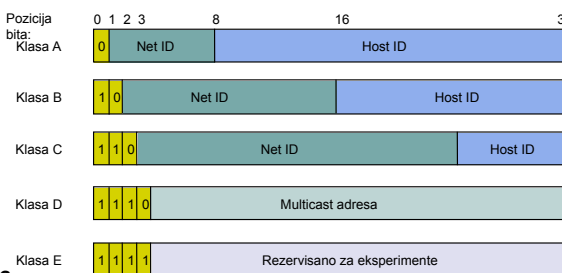 Pozicija
bita:
0 1 2 3 8 16 3
Klasa A 0 Net ID Host ID
Klasa B 1 0 Net ID Host ID
Klasa C 1 1 0 Net ID Host ID
Klasa D 1 1 1 0 Multicast adresa
Klasa E 1 1 1 1 Rezervisano za eksperimente